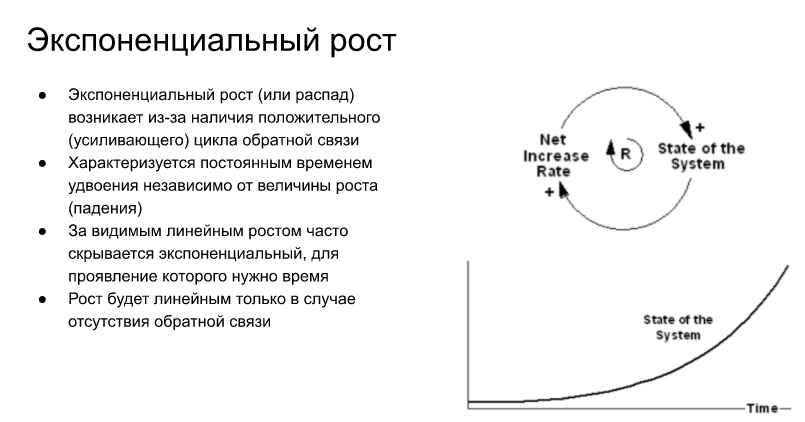 Экспоненциальный рост
● Экспоненциальный рост (или распад)
возникает из-за наличия положительного
(усиливающего) цикла обратной связи
● Характеризуется постоянным временем
удвоения независимо от величины роста
(падения)
● За видимым линейным ростом часто
скрывается экспоненциальный, для
проявление которого нужно время
● Рост будет линейным только в случае
отсутствия обратной связи
Net
Increase
Rate
+
R
+
State of the
System
State of the
System
Time